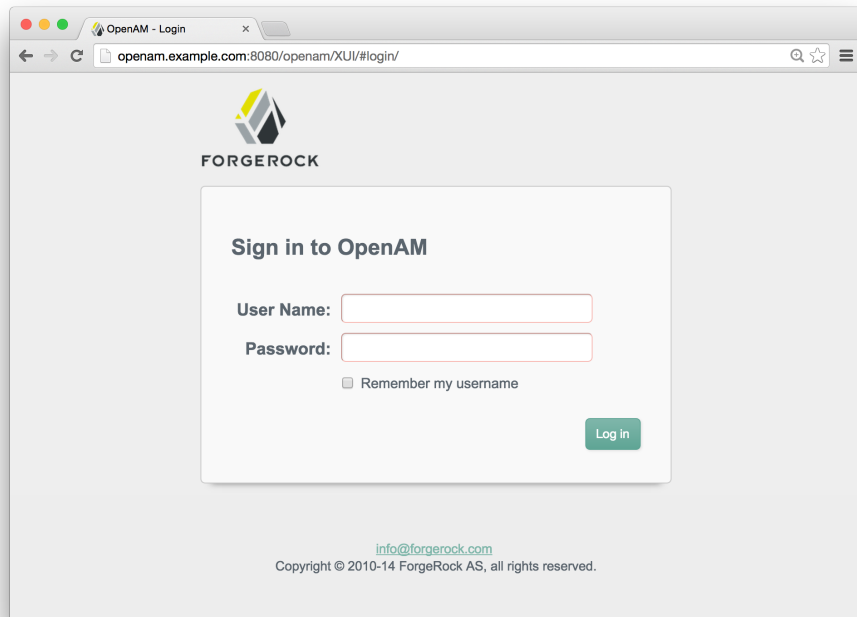 OpenAM - Login
openam.example.com:8080/openam/XUI/#login/
FORGEROCK
Sign in to OpenAM
User Name:
Password:
Remember my username
Log in
info@forgerock.com
Copyright © 2010-14 ForgeRock AS, all rights reserved.